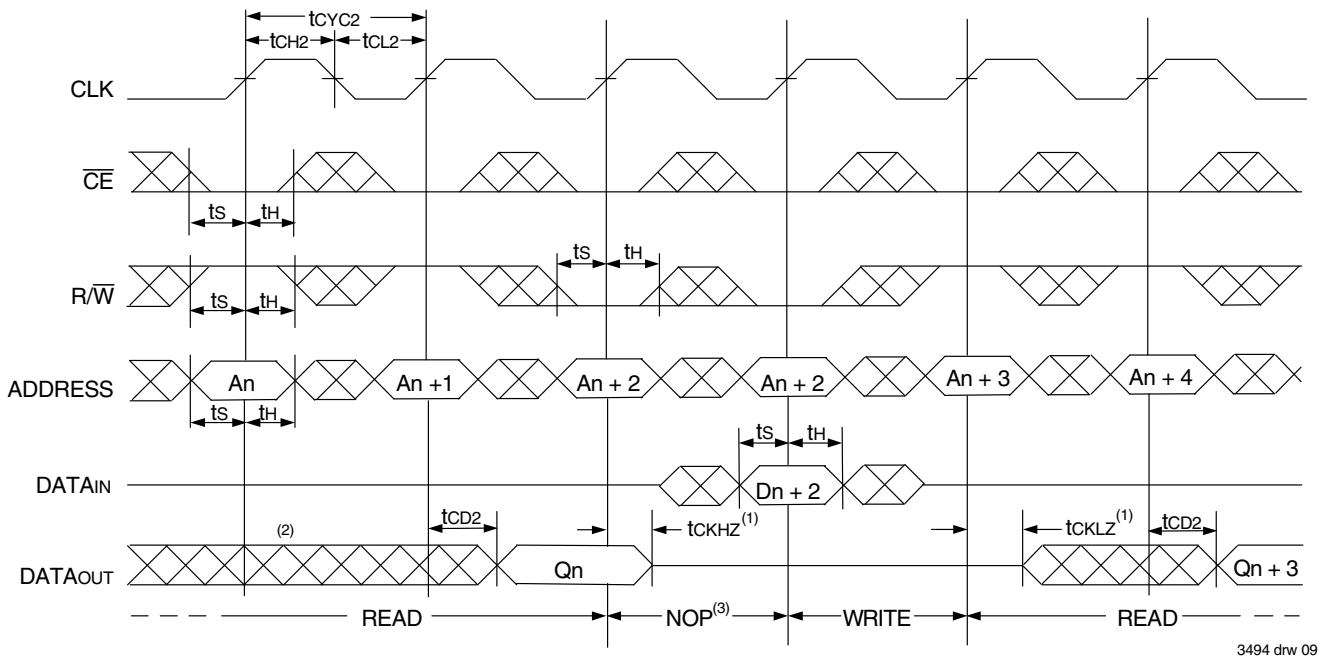 tCYC2
tCH2 tCL2
CLK
CE
tS tH
tS tH
R/W
tS tH
ADDRESS An An +1 An + 2 An + 2 An + 3 An + 4
tS tH
tS tH
DATAIN Dn + 2
tCD2 tCKHZ(1) tCKLZ(1) tCD2
(2)
DATAOUT Qn Qn + 3
READ NOP(3) WRITE READ
3494 drw 09